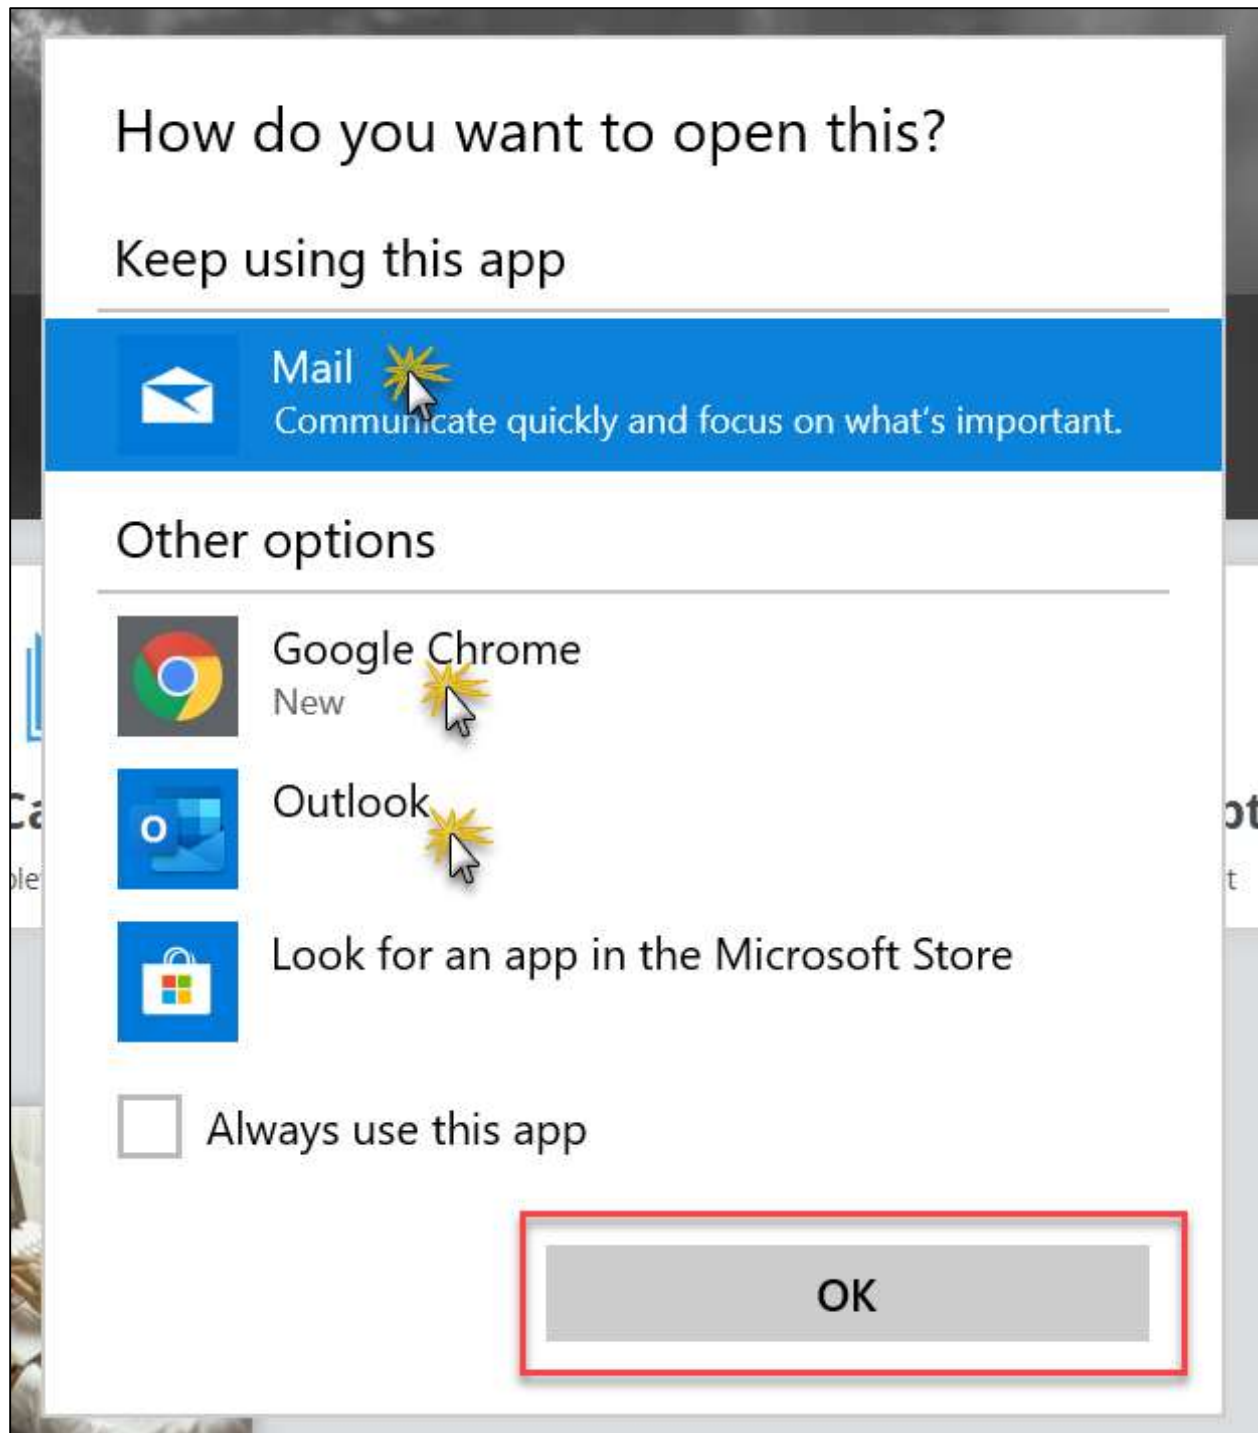 How do you want to open this?
Keep using this app
Mail
Communicate quickly and focus on what's important.
Other options
Google Chrome
New
Outlook
Look for an app in the Microsoft Store
Always use this app
OK